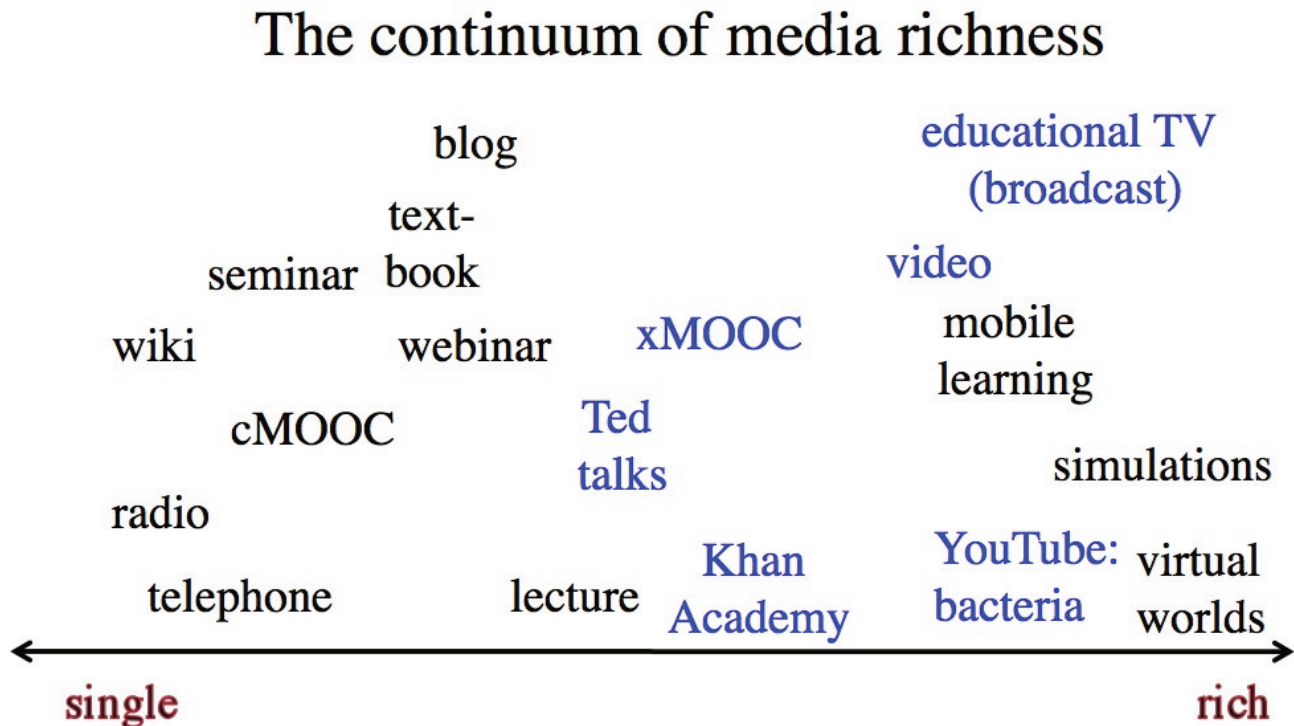 The continuum of media richness
blog
educational TV
(broadcast)
text-
book
seminar
video
wiki
webinar
xMOOC
mobile
learning
cMOOC
Ted
talks
simulations
radio
telephone
lecture
Khan
Academy
YouTube:
bacteria
virtual
worlds
single
rich